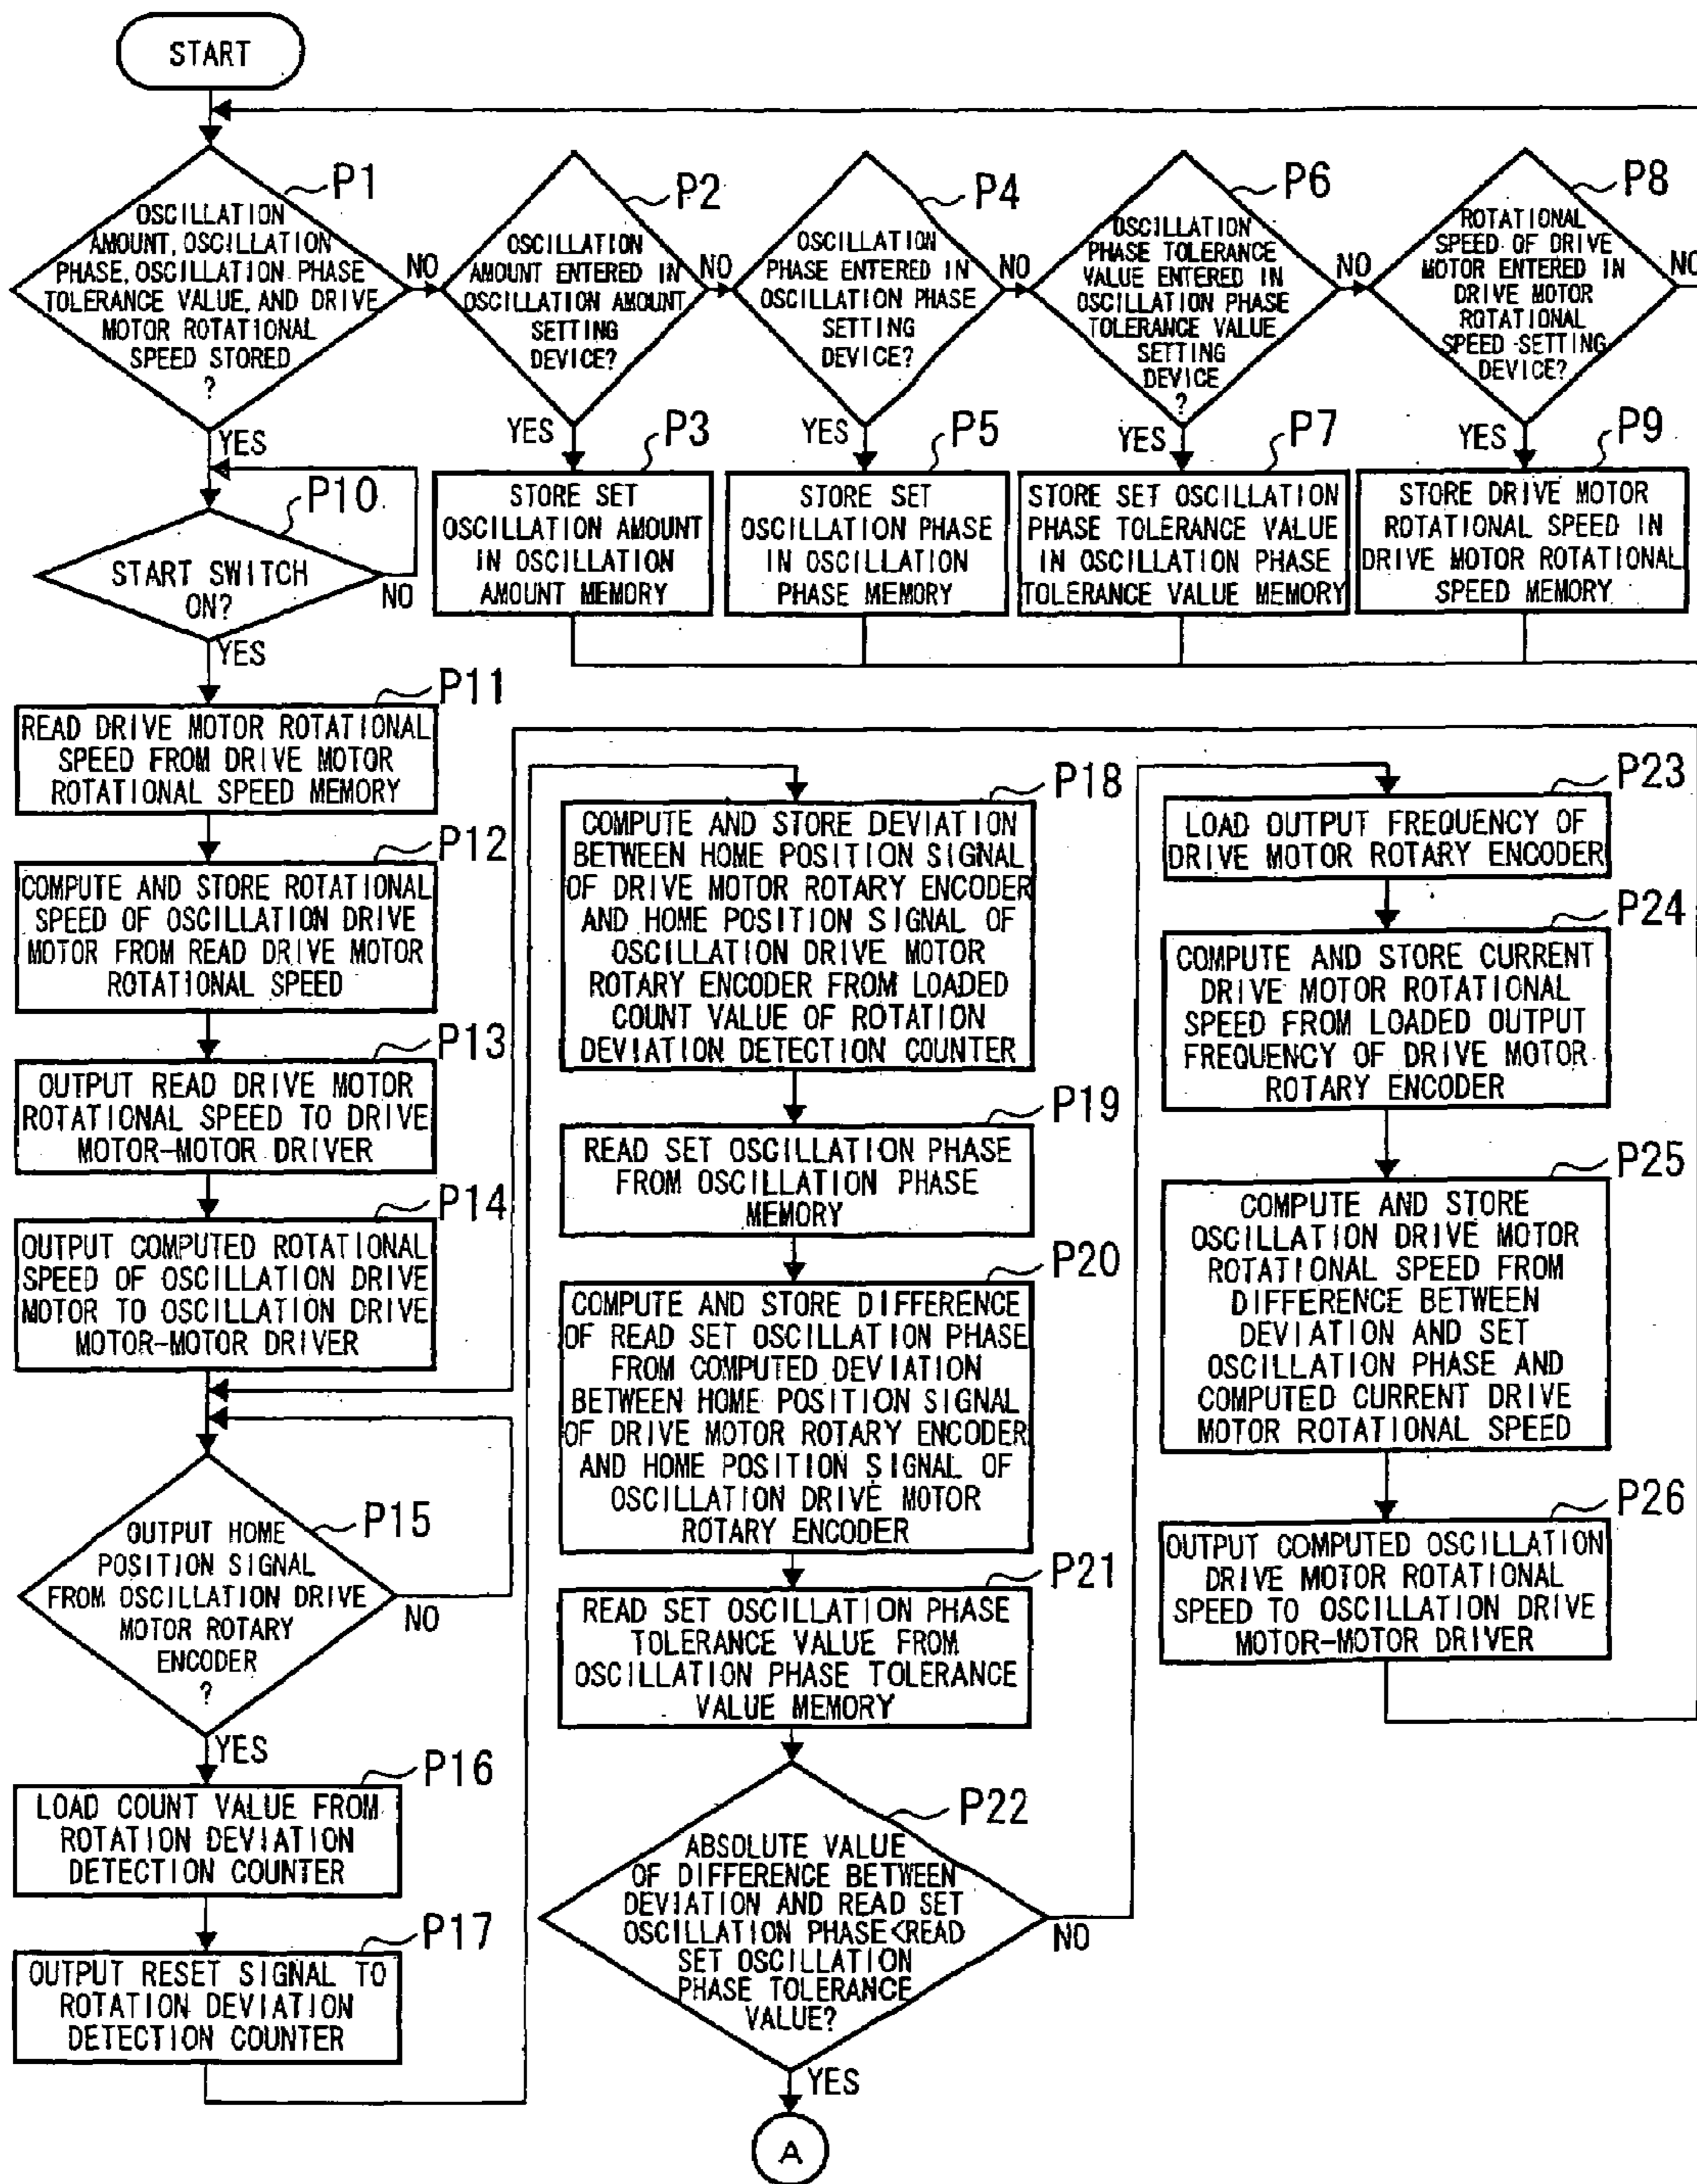 START
P1
OSCILLATION
AMOUNT, OSCILLATION
PHASE, OSCILLATION PHASE
TOLERANCE VALUE, AND DRIVE
MOTOR ROTATIONAL
SPEED STORED
?
NO
YES
P2
OSCILLATION
AMOUNT ENTERED IN
OSCILLATION AMOUNT
SETTING
DEVICE?
NO
YES
P3
STORE SET
OSCILLATION AMOUNT
IN OSCILLATION
AMOUNT MEMORY
P4
OSCILLATION
PHASE ENTERED IN
OSCILLATION PHASE
SETTING
DEVICE?
NO
YES
P5
STORE SET
OSCILLATION PHASE
IN OSCILLATION
PHASE MEMORY
P6
OSCILLATION
PHASE TOLERANCE
VALUE ENTERED IN
OSCILLATION PHASE
TOLERANCE VALUE
SETTING
DEVICE
?
NO
YES
P7
STORE SET OSCILLATION
PHASE TOLERANCE VALUE
IN OSCILLATION PHASE
TOLERANCE VALUE MEMORY
P8
ROTATIONAL
SPEED OF DRIVE
MOTOR ENTERED IN
DRIVE MOTOR
ROTATIONAL
SPEED-SETTING
DEVICE?
NO
YES
P9
STORE DRIVE MOTOR
ROTATIONAL SPEED IN
DRIVE MOTOR ROTATIONAL
SPEED MEMORY
P10
START SWITCH
ON?
NO
YES
P11
READ DRIVE MOTOR ROTATIONAL
SPEED FROM DRIVE MOTOR
ROTATIONAL SPEED MEMORY
P12
COMPUTE AND STORE ROTATIONAL
SPEED OF OSCILLATION DRIVE
MOTOR FROM READ DRIVE MOTOR
ROTATIONAL SPEED
P13
OUTPUT READ DRIVE MOTOR
ROTATIONAL SPEED TO DRIVE
MOTOR-MOTOR DRIVER
P14
OUTPUT COMPUTED ROTATIONAL
SPEED OF OSCILLATION DRIVE
MOTOR TO OSCILLATION DRIVE
MOTOR-MOTOR DRIVER
P15
OUTPUT HOME
POSITION SIGNAL
FROM OSCILLATION DRIVE
MOTOR ROTARY
ENCODER
?
NO
YES
P16
LOAD COUNT VALUE FROM
ROTATION DEVIATION
DETECTION COUNTER
P17
OUTPUT RESET SIGNAL TO
ROTATION DEVIATION
DETECTION COUNTER
P18
COMPUTE AND STORE DEVIATION
BETWEEN HOME POSITION SIGNAL
OF DRIVE MOTOR ROTARY ENCODER
AND HOME POSITION SIGNAL OF
OSCILLATION DRIVE MOTOR
ROTARY ENCODER FROM LOADED
COUNT VALUE OF ROTATION
DEVIATION DETECTION COUNTER
P19
READ SET OSCILLATION PHASE
FROM OSCILLATION PHASE
MEMORY
P20
COMPUTE AND STORE DIFFERENCE
OF READ SET OSCILLATION PHASE
FROM COMPUTED DEVIATION
BETWEEN HOME POSITION SIGNAL
OF DRIVE MOTOR ROTARY ENCODER
AND HOME POSITION SIGNAL OF
OSCILLATION DRIVE MOTOR
ROTARY ENCODER
P21
READ SET OSCILLATION PHASE
TOLERANCE VALUE FROM
OSCILLATION PHASE TOLERANCE
VALUE MEMORY
P22
ABSOLUTE VALUE
OF DIFFERENCE BETWEEN
DEVIATION AND READ SET
OSCILLATION PHASE<READ
SET OSCILLATION
PHASE TOLERANCE
VALUE?
NO
YES
A
P23
LOAD OUTPUT FREQUENCY OF
DRIVE MOTOR ROTARY ENCODER
P24
COMPUTE AND STORE CURRENT
DRIVE MOTOR ROTATIONAL
SPEED FROM LOADED OUTPUT
FREQUENCY OF DRIVE MOTOR
ROTARY ENCODER
P25
COMPUTE AND STORE
OSCILLATION DRIVE MOTOR
ROTATIONAL SPEED FROM
DIFFERENCE BETWEEN
DEVIATION AND SET
OSCILLATION PHASE AND
COMPUTED CURRENT DRIVE
MOTOR ROTATIONAL SPEED
P26
OUTPUT COMPUTED OSCILLATION
DRIVE MOTOR ROTATIONAL
SPEED TO OSCILLATION DRIVE
MOTOR-MOTOR DRIVER